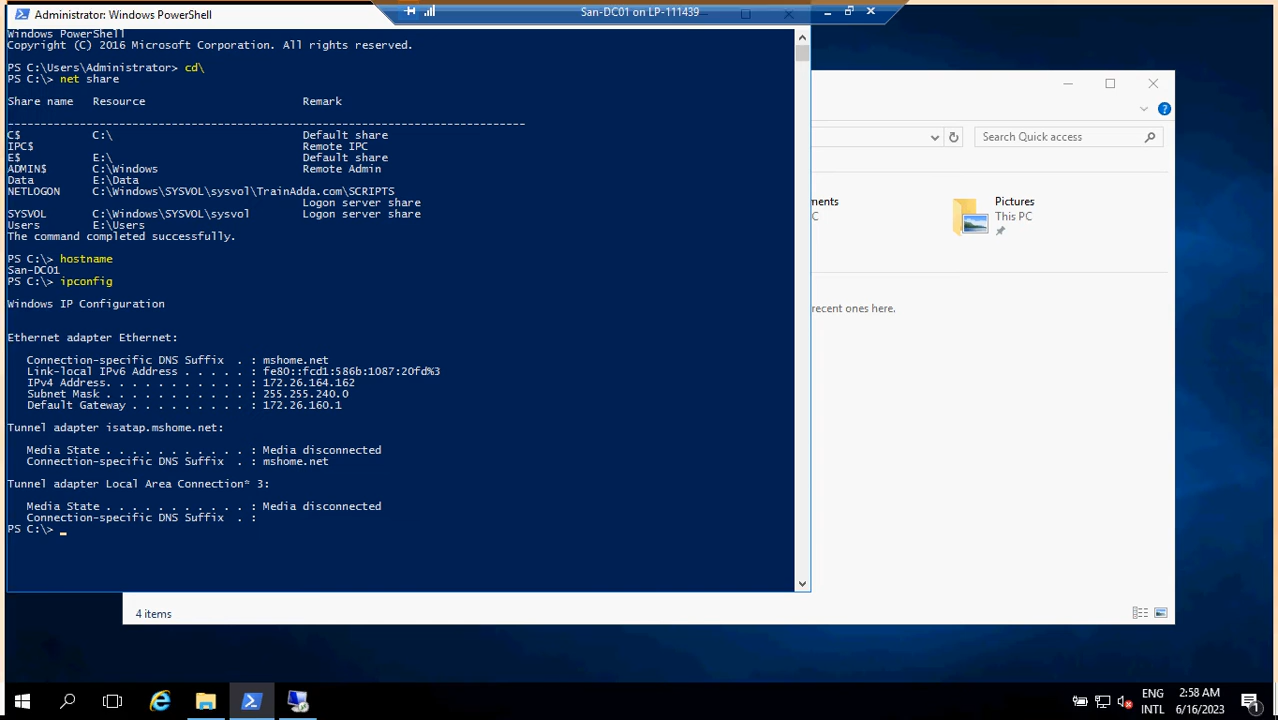 Administrator: Windows PowerShell
San-DC01 on LP-111439
Windows PowerShell
Copyright (C) 2016 Microsoft Corporation. All rights reserved.
PS C:\Users\Administrator> cd\
PS C:\> net share
Share name   Resource                        Remark
-------------------------------------------------------------------------------
C$           C:\                             Default share
IPC$                                         Remote IPC
E$           E:\                             Default share
ADMIN$       C:\Windows                      Remote Admin
Data         E:\Data
NETLOGON     C:\Windows\SYSVOL\sysvol\TrainAdda.com\SCRIPTS
                                             Logon server share
SYSVOL       C:\Windows\SYSVOL\sysvol        Logon server share
Users        E:\Users
The command completed successfully.
PS C:\> hostname
San-DC01
PS C:\> ipconfig
Windows IP Configuration
Ethernet adapter Ethernet:
   Connection-specific DNS Suffix  . : mshome.net
   Link-local IPv6 Address . . . . . : fe80::fcd1:586b:1087:20fd%3
   IPv4 Address. . . . . . . . . . . : 172.26.164.162
   Subnet Mask . . . . . . . . . . . : 255.255.240.0
   Default Gateway . . . . . . . . . : 172.26.160.1
Tunnel adapter isatap.mshome.net:
   Media State . . . . . . . . . . . : Media disconnected
   Connection-specific DNS Suffix  . : mshome.net
Tunnel adapter Local Area Connection* 3:
   Media State . . . . . . . . . . . : Media disconnected
   Connection-specific DNS Suffix  . :
PS C:\>
Search Quick access
ments
C
Pictures
This PC
recent ones here.
4 items
ENG
INTL
2:58 AM
6/16/2023
1